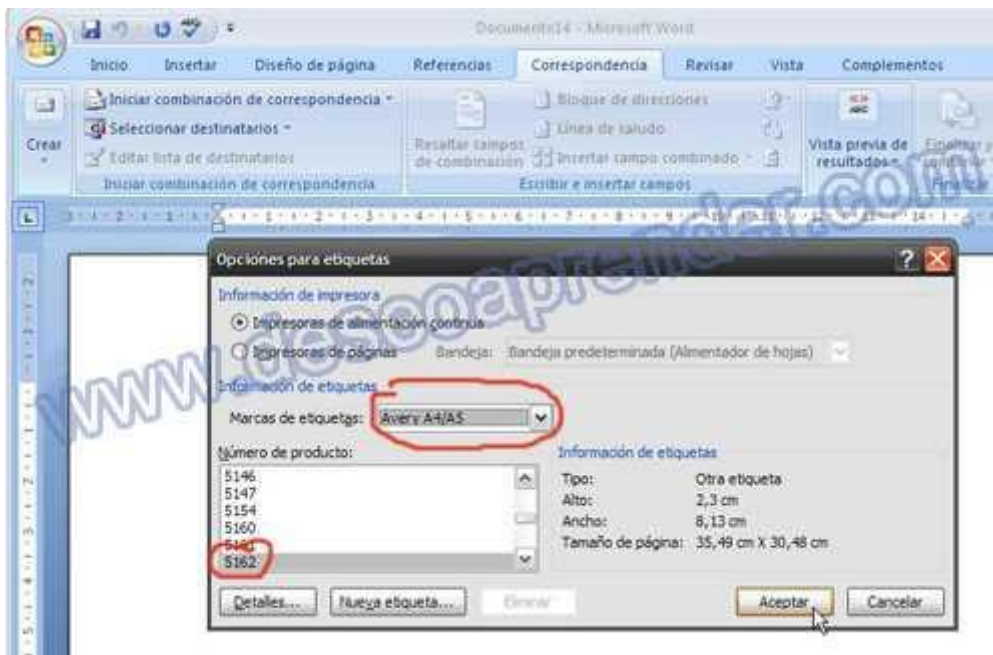 Documento14 - Microsoft Word
Inicio Insertar Diseño de página Referencias Correspondencia Revisar Vista Complementos
Crear
Iniciar combinación de correspondencia
Seleccionar destinatarios
Editar lista de destinatarios
Iniciar combinación de correspondencia
Resaltar campos de combinación
Bloque de direcciones
Línea de saludo
Insertar campo combinado
Escribir e insertar campos
Vista previa de resultados
Finalizar
www.deseoaprender.com
Opciones para etiquetas
Información de impresora
Impresoras de alimentación continua
Impresoras de páginas Bandeja: Bandeja predeterminada (Alimentador de hojas)
Información de etiquetas
Marcas de etiquetas: Avery A4/A5
Número de producto:
5146
5147
5154
5160
5161
5162
Información de etiquetas
Tipo: Otra etiqueta
Alto: 2,3 cm
Ancho: 8,13 cm
Tamaño de página: 35,49 cm X 30,48 cm
Detalles... Nueva etiqueta... Eliminar Aceptar Cancelar